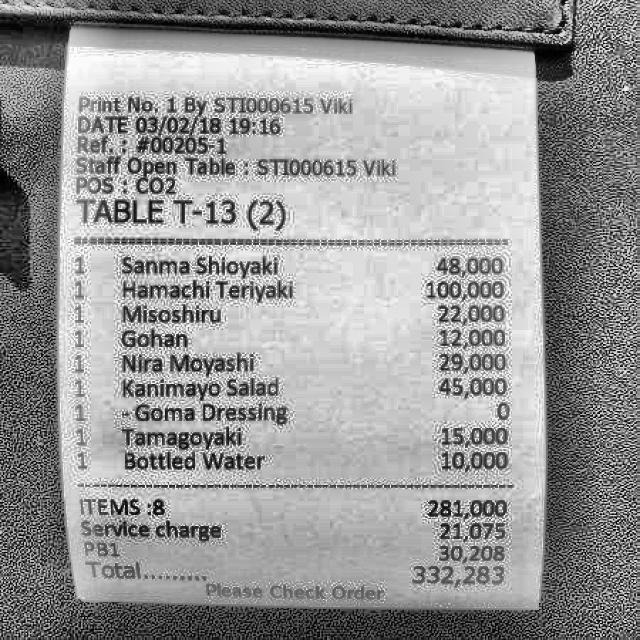 Print No. 1 By STI000615 Viki
DATE 03/02/18 19:16
Ref. : #00205-1
Staff Open Table : STI000615 Viki
POS : CO2
TABLE T-13 (2)
1 Sanma Shioyaki 48,000
1 Hamachi Teriyaki 100,000
1 Misoshiru 22,000
1 Gohan 12,000
1 Nira Moyashi 29,000
1 Kanimayo Salad 45,000
1 - Goma Dressing 0
1 Tamagoyaki 15,000
1 Bottled Water 10,000
ITEMS :8 281,000
Service charge 21,075
PB1 30,208
Total......... 332,283
Please Check Order